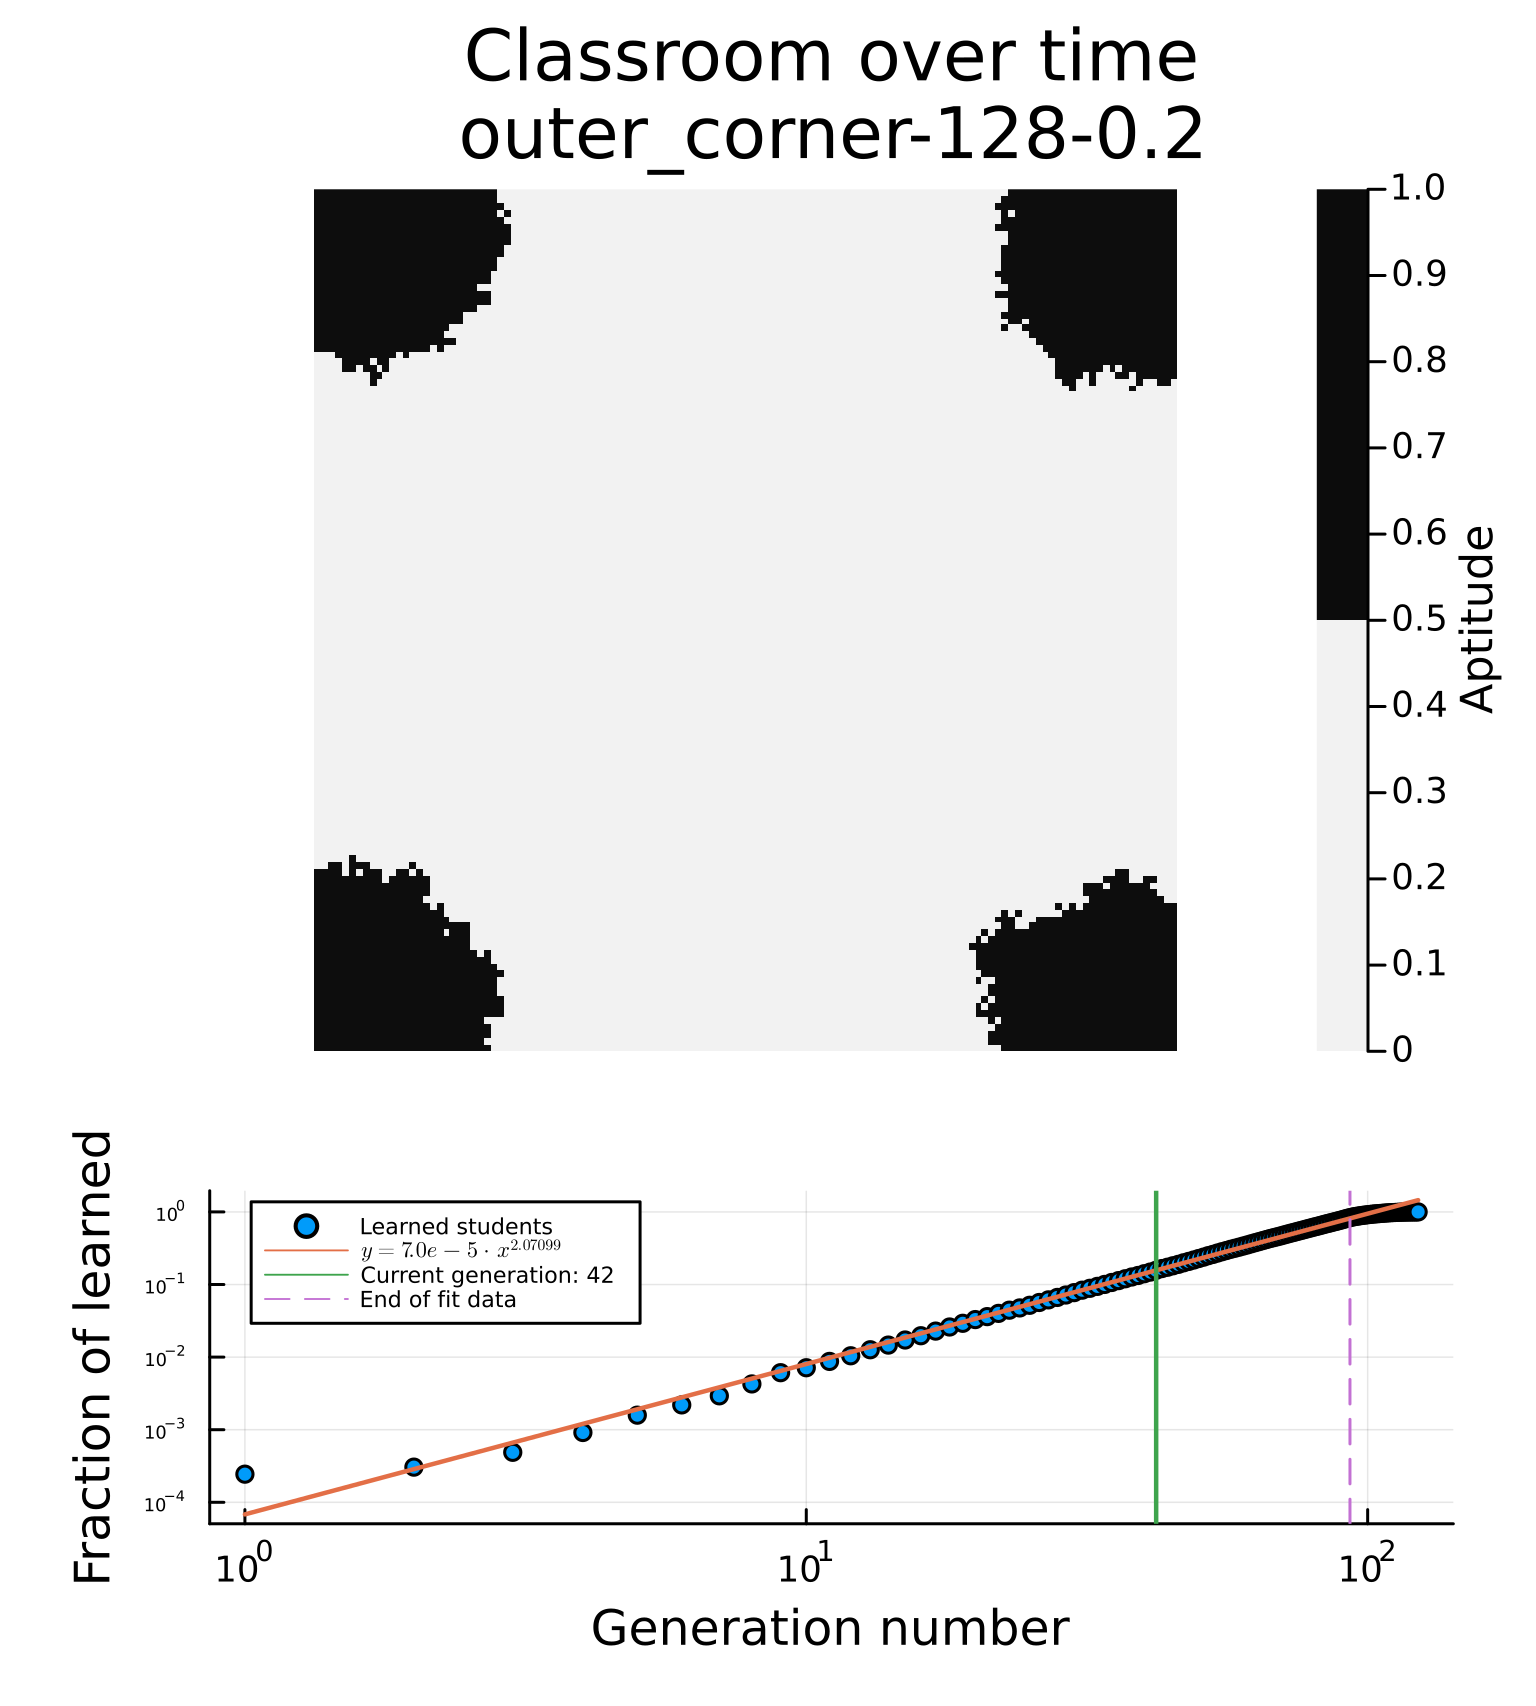 Classroom over time
outer_corner-128-0.2
1.0
0.9
0.8
0.7
0.6
0.5
0.4
0.3
0.2
0.1
0
Aptitude
Fraction of learned
10^0
10^-1
10^-2
10^-3
10^-4
Learned students
y = 7.0e − 5 · x^2.07099
Current generation: 42
End of fit data
10^0
10^1
10^2
Generation number